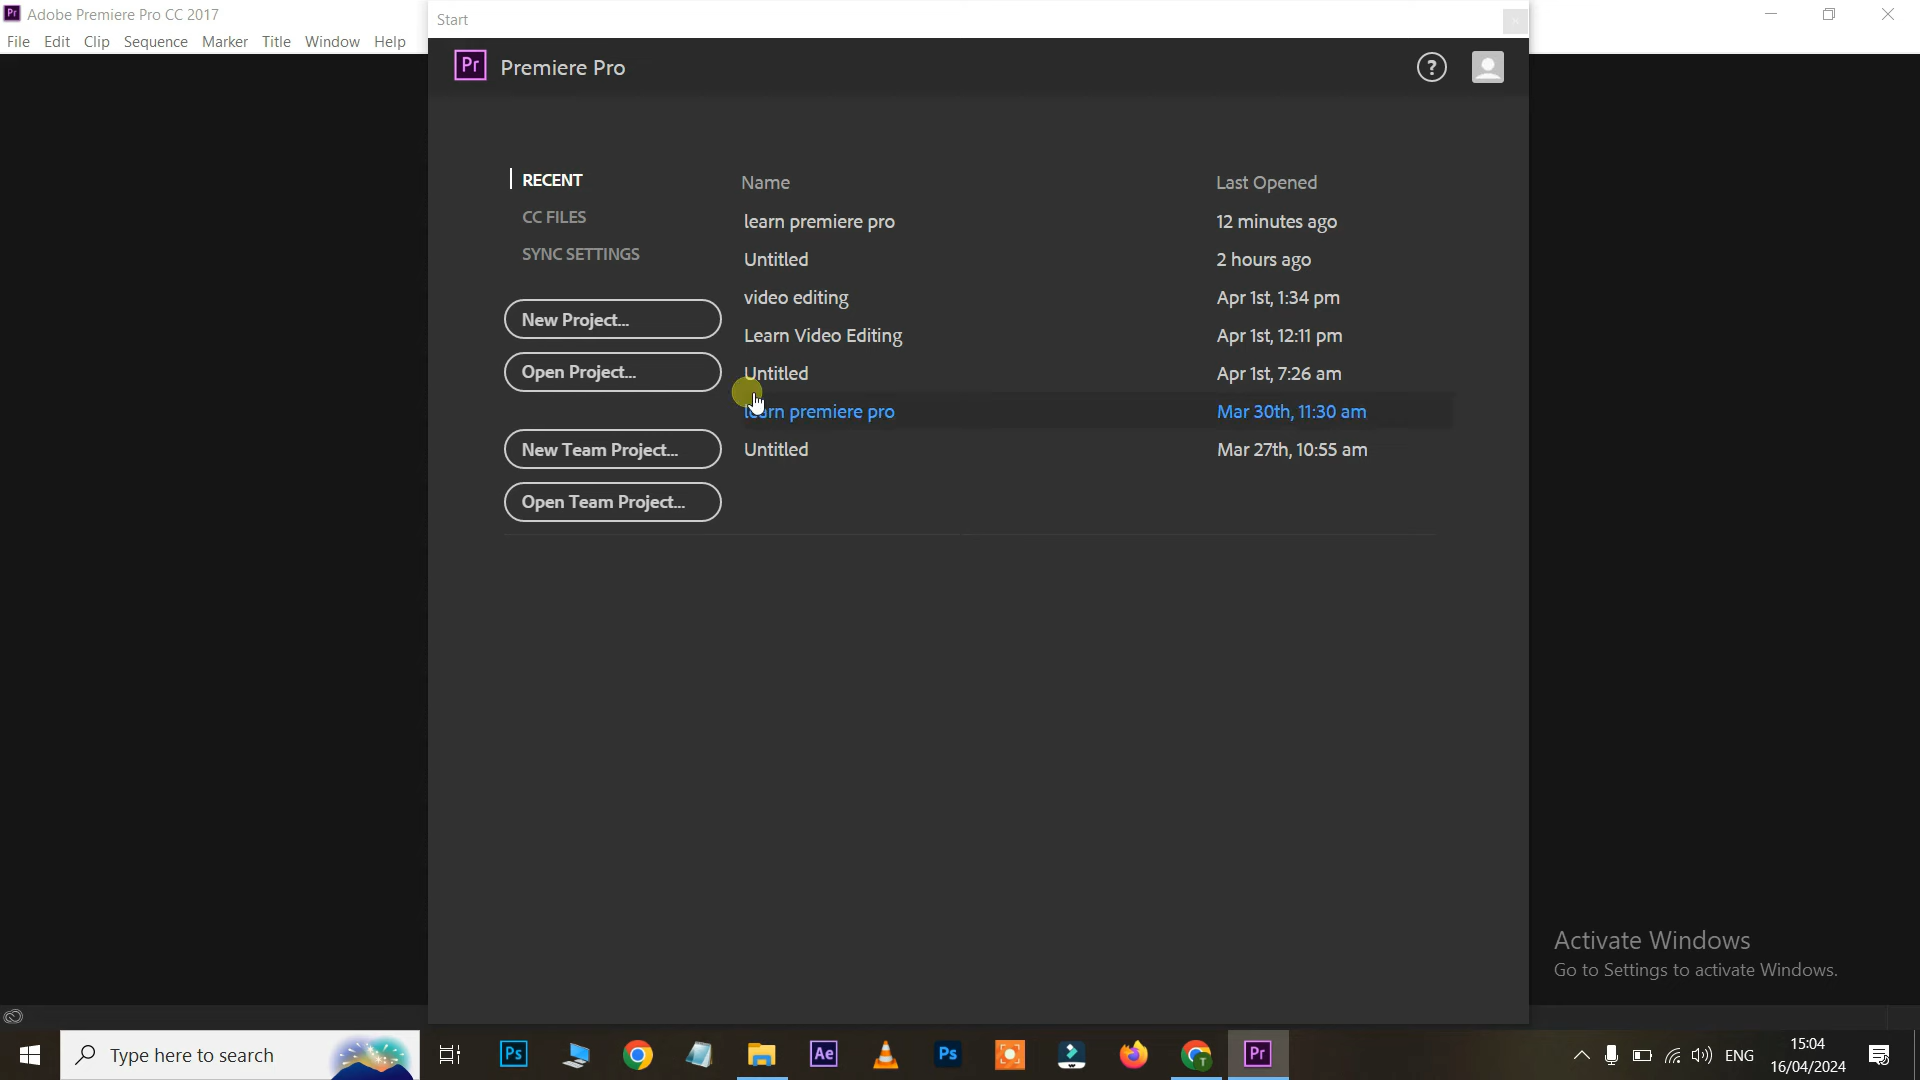 Pr Adobe Premiere Pro CC 2017
File Edit Clip Sequence Marker Title Window Help
Start
Pr Premiere Pro
?
RECENT
CC FILES
SYNC SETTINGS
New Project...
Open Project...
New Team Project...
Open Team Project...
Name Last Opened
learn premiere pro 12 minutes ago
Untitled 2 hours ago
video editing Apr 1st, 1:34 pm
Learn Video Editing Apr 1st, 12:11 pm
Untitled Apr 1st, 7:26 am
learn premiere pro Mar 30th, 11:30 am
Untitled Mar 27th, 10:55 am
Activate Windows
Go to Settings to activate Windows.
Type here to search
Ps
Ae
Ps
T
Pr
ENG
15:04
16/04/2024